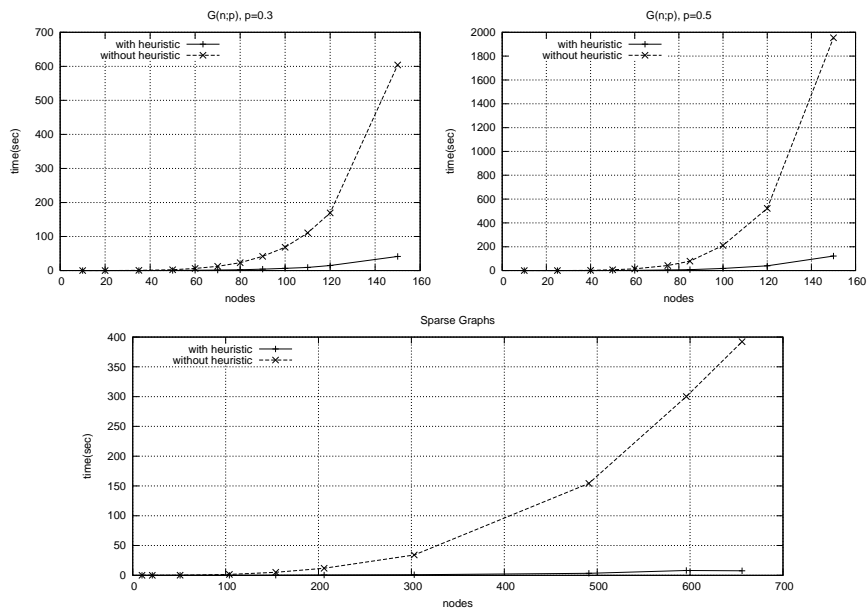 G(n;p), p=0.3
700
600
500
400
300
200
100
0
time(sec)
with heuristic
without heuristic
0 20 40 60 80 100 120 140 160
nodes
G(n;p), p=0.5
2000
1800
1600
1400
1200
1000
800
600
400
200
0
time(sec)
with heuristic
without heuristic
0 20 40 60 80 100 120 140 160
nodes
Sparse Graphs
400
350
300
250
200
150
100
50
0
time(sec)
with heuristic
without heuristic
0 100 200 300 400 500 600 700
nodes